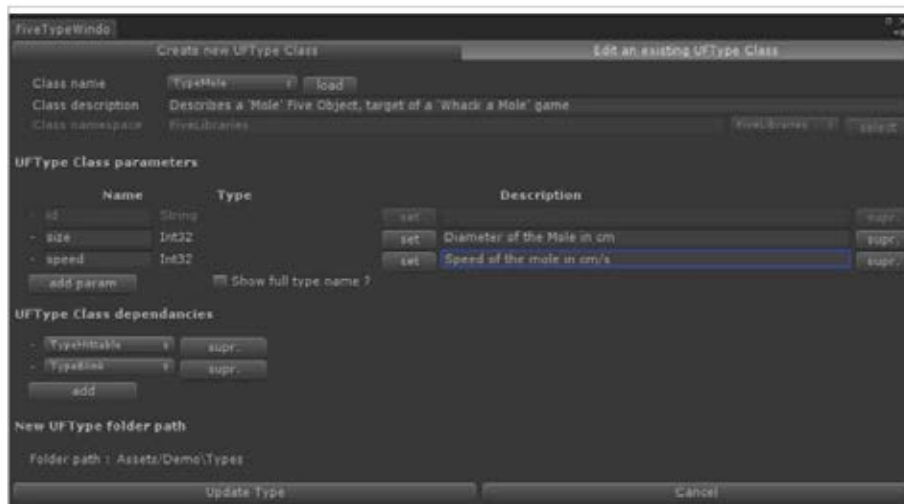 FiveTypeWindo
Create new UFType Class Edit an existing UFType Class
Class name TypeMole load
Class description Describes a 'Mole' Five Object, target of a 'Whack a Mole' game
Class namespace FiveLibraries FiveLibraries select
UFType Class parameters
Name Type Description
- id String set supr.
- size Int32 set Diameter of the Mole in cm supr.
- speed Int32 set Speed of the mole in cm/s supr.
add param Show full type name ?
UFType Class dependancies
- TypeHittable supr.
- TypeBlink supr.
add
New UFType folder path
Folder path : Assets/Demo\Types
Update Type Cancel